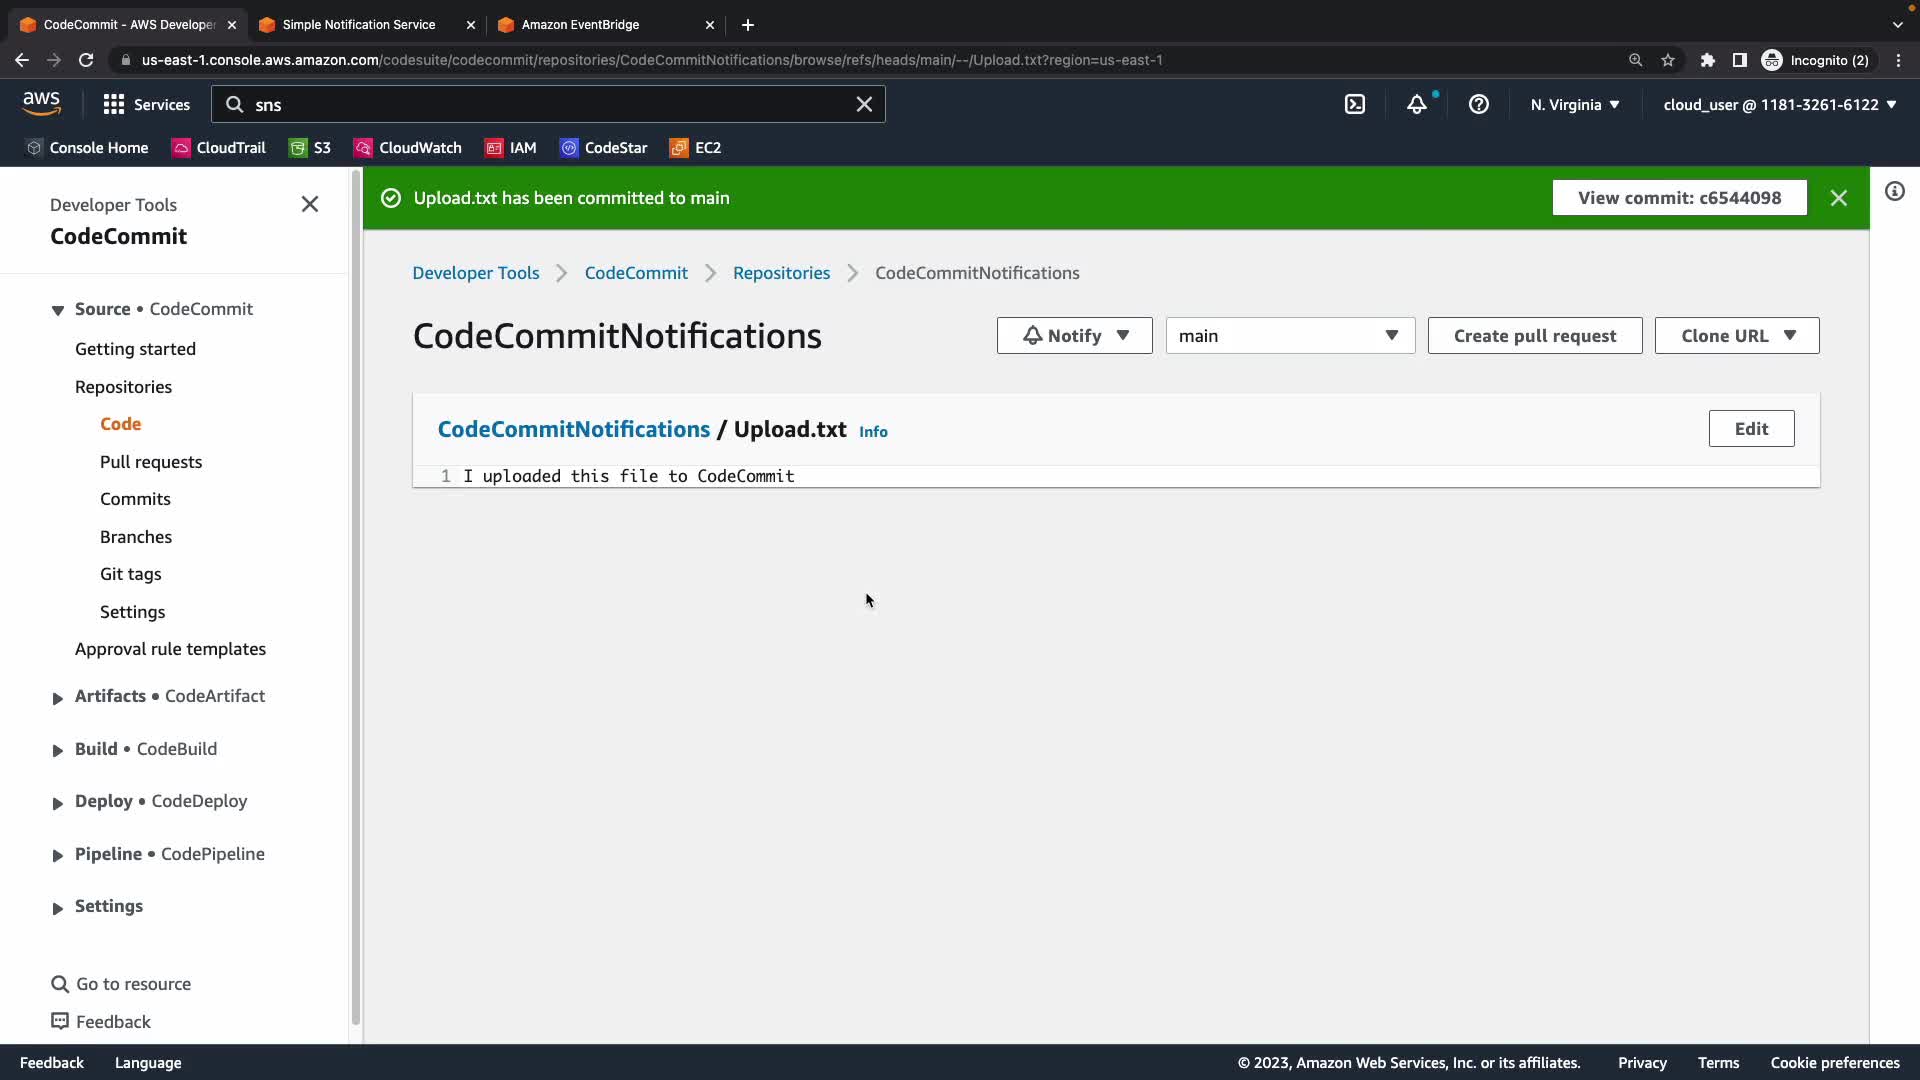 CodeCommit - AWS Developer
Simple Notification Service
Amazon EventBridge
us-east-1.console.aws.amazon.com/codesuite/codecommit/repositories/CodeCommitNotifications/browse/refs/heads/main/--/Upload.txt?region=us-east-1
Incognito (2)
aws
Services
sns
N. Virginia
cloud_user @ 1181-3261-6122
Console Home
CloudTrail
S3
CloudWatch
IAM
CodeStar
EC2
Developer Tools
CodeCommit
Source • CodeCommit
Getting started
Repositories
Code
Pull requests
Commits
Branches
Git tags
Settings
Approval rule templates
Artifacts • CodeArtifact
Build • CodeBuild
Deploy • CodeDeploy
Pipeline • CodePipeline
Settings
Go to resource
Feedback
Upload.txt has been committed to main
View commit: c6544098
Developer Tools
CodeCommit
Repositories
CodeCommitNotifications
CodeCommitNotifications
Notify
main
Create pull request
Clone URL
CodeCommitNotifications / Upload.txt Info
Edit
1 I uploaded this file to CodeCommit
Feedback
Language
© 2023, Amazon Web Services, Inc. or its affiliates.
Privacy
Terms
Cookie preferences